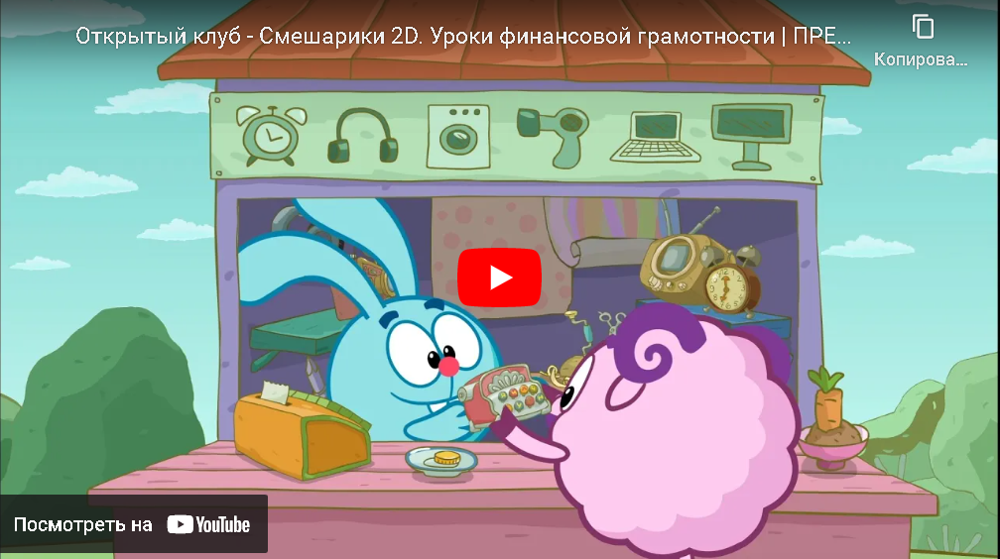 Открытый клуб - Смешарики 2D. Уроки финансовой грамотности | ПРЕ...
Копирова...
Посмотреть на YouTube